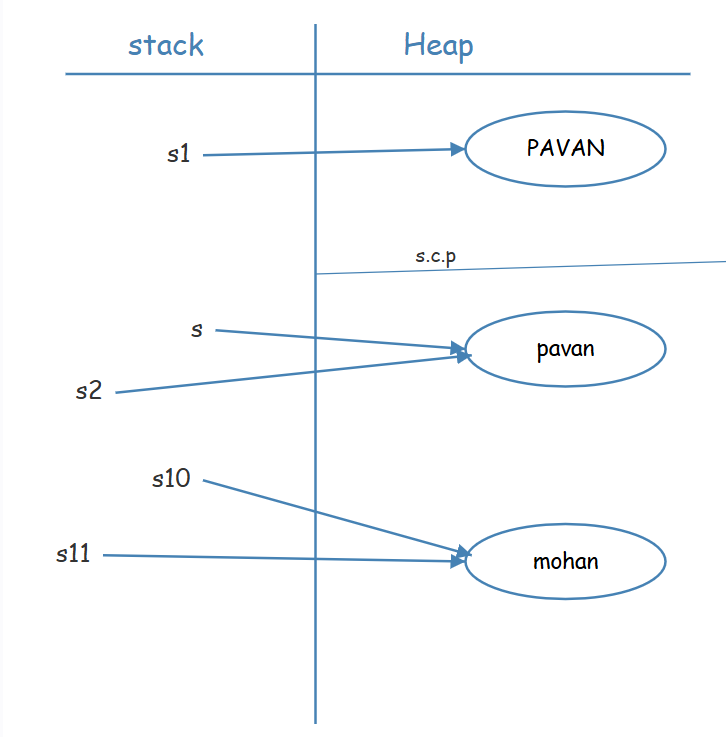 stack
Heap
s1
PAVAN
s.c.p
s
pavan
s2
s10
s11
mohan